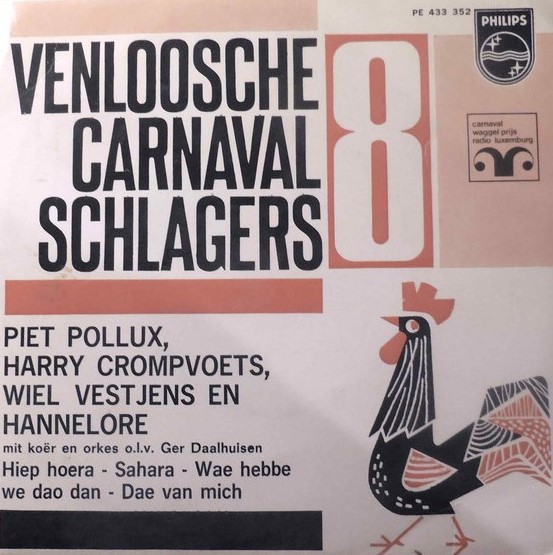 PE 433 352
PHILIPS
VENLOOSCHE
CARNAVAL
SCHLAGERS
8
carnaval
waggel prijs
radio luxemburg
PIET POLLUX,
HARRY CROMPVOETS,
WIEL VESTJENS EN
HANNELORE
mit koër en orkes o.l.v. Ger Daalhuisen
Hiep hoera - Sahara - Wae hebbe
we dao dan - Dae van mich